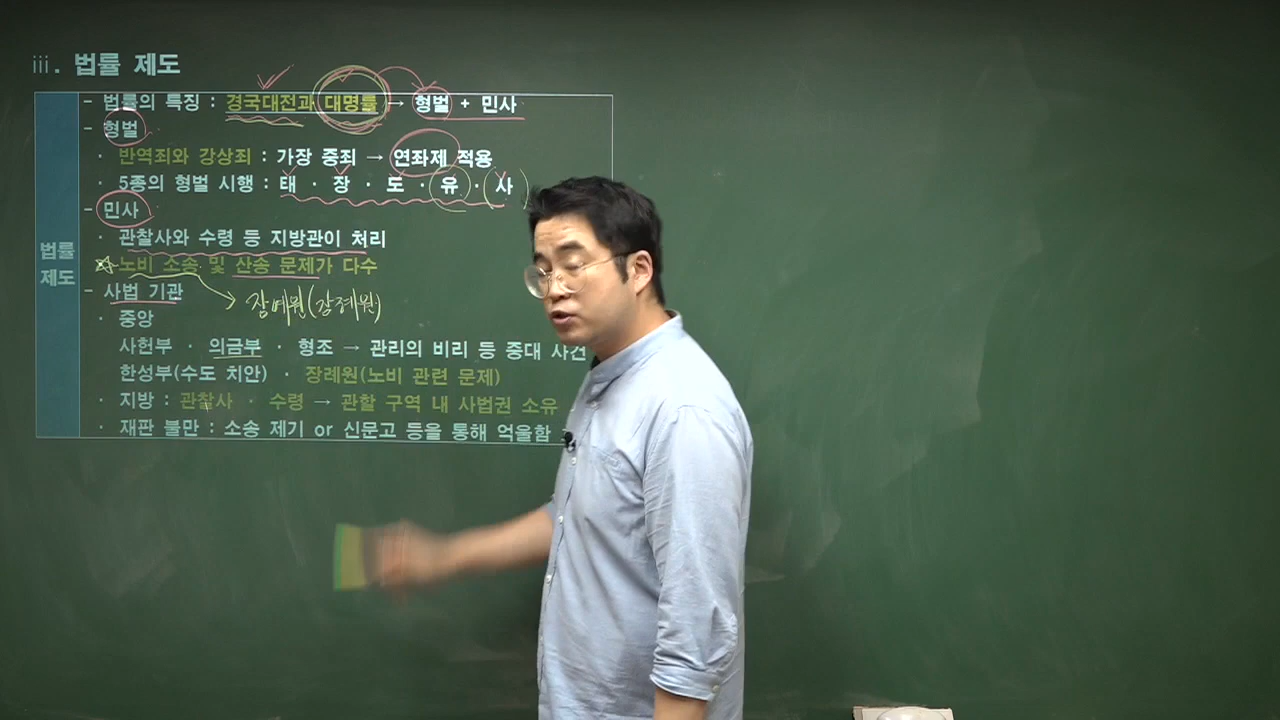 ⅲ. 법률 제도
법률 제도
- 법률의 특징 : 경국대전과 대명률 → 형벌 + 민사
- 형벌
· 반역죄와 강상죄 : 가장 중죄 → 연좌제 적용
· 5종의 형벌 시행 : 태 · 장 · 도 · 유 · 사
- 민사
· 관찰사와 수령 등 지방관이 처리
· 노비 소송 및 산송 문제가 다수
- 사법 기관
· 중앙
사헌부 · 의금부 · 형조 → 관리의 비리 등 중대 사건
한성부(수도 치안) · 장례원(노비 관련 문제)
· 지방 : 관찰사 · 수령 → 관할 구역 내 사법권 소유
· 재판 불만 : 소송 제기 or 신문고 등을 통해 억울함